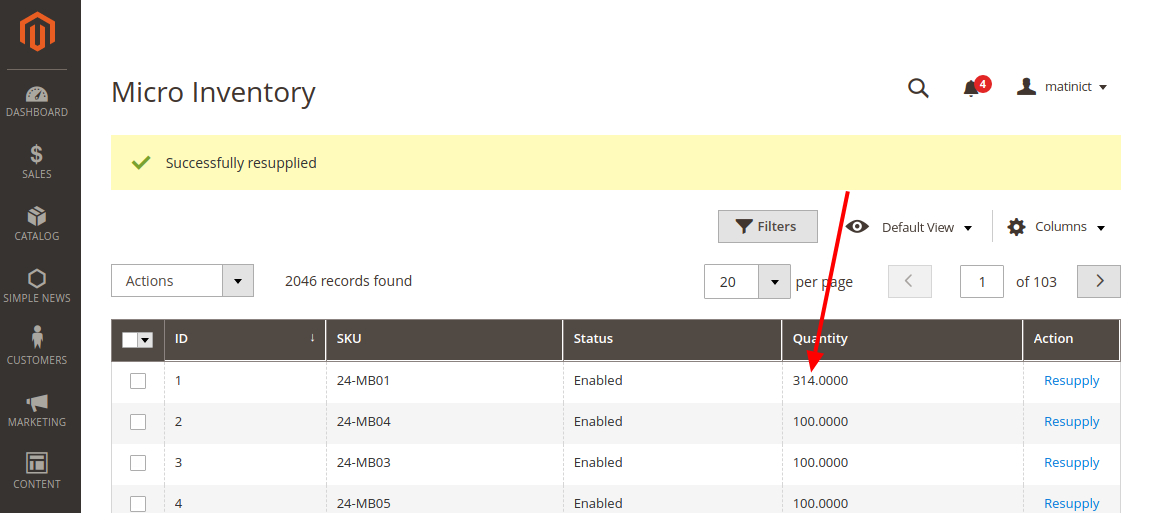 DASHBOARD
SALES
CATALOG
SIMPLE NEWS
CUSTOMERS
MARKETING
CONTENT
Micro Inventory
4
matinict
Successfully resupplied
Filters
Default View
Columns
Actions
2046 records found
20
per page
1
of 103
ID ↓ SKU Status Quantity Action
1 24-MB01 Enabled 314.0000 Resupply
2 24-MB04 Enabled 100.0000 Resupply
3 24-MB03 Enabled 100.0000 Resupply
4 24-MB05 Enabled 100.0000 Resupply